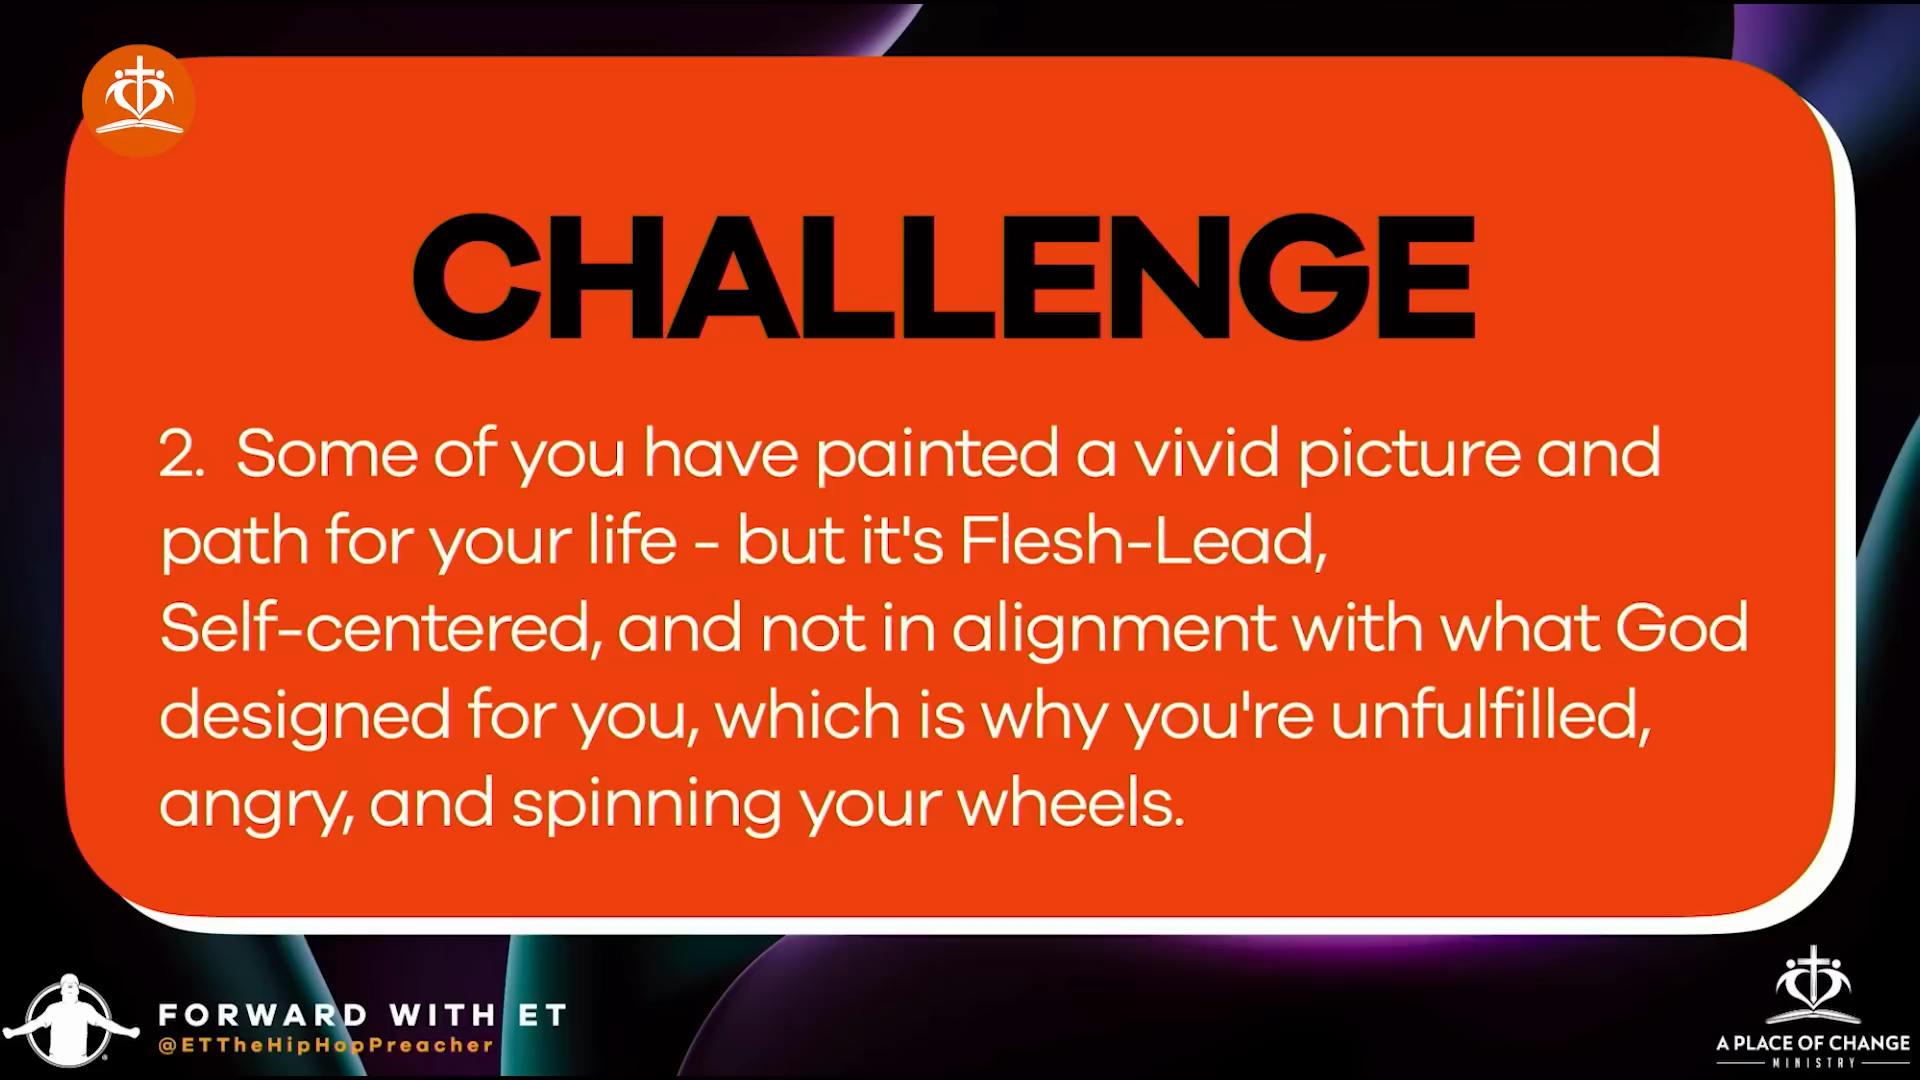 CHALLENGE
2. Some of you have painted a vivid picture and
path for your life - but it's Flesh-Lead,
Self-centered, and not in alignment with what God
designed for you, which is why you're unfulfilled,
angry, and spinning your wheels.
FORWARD WITH ET
@ETTheHipHopPreacher
A PLACE OF CHANGE
MINISTRY